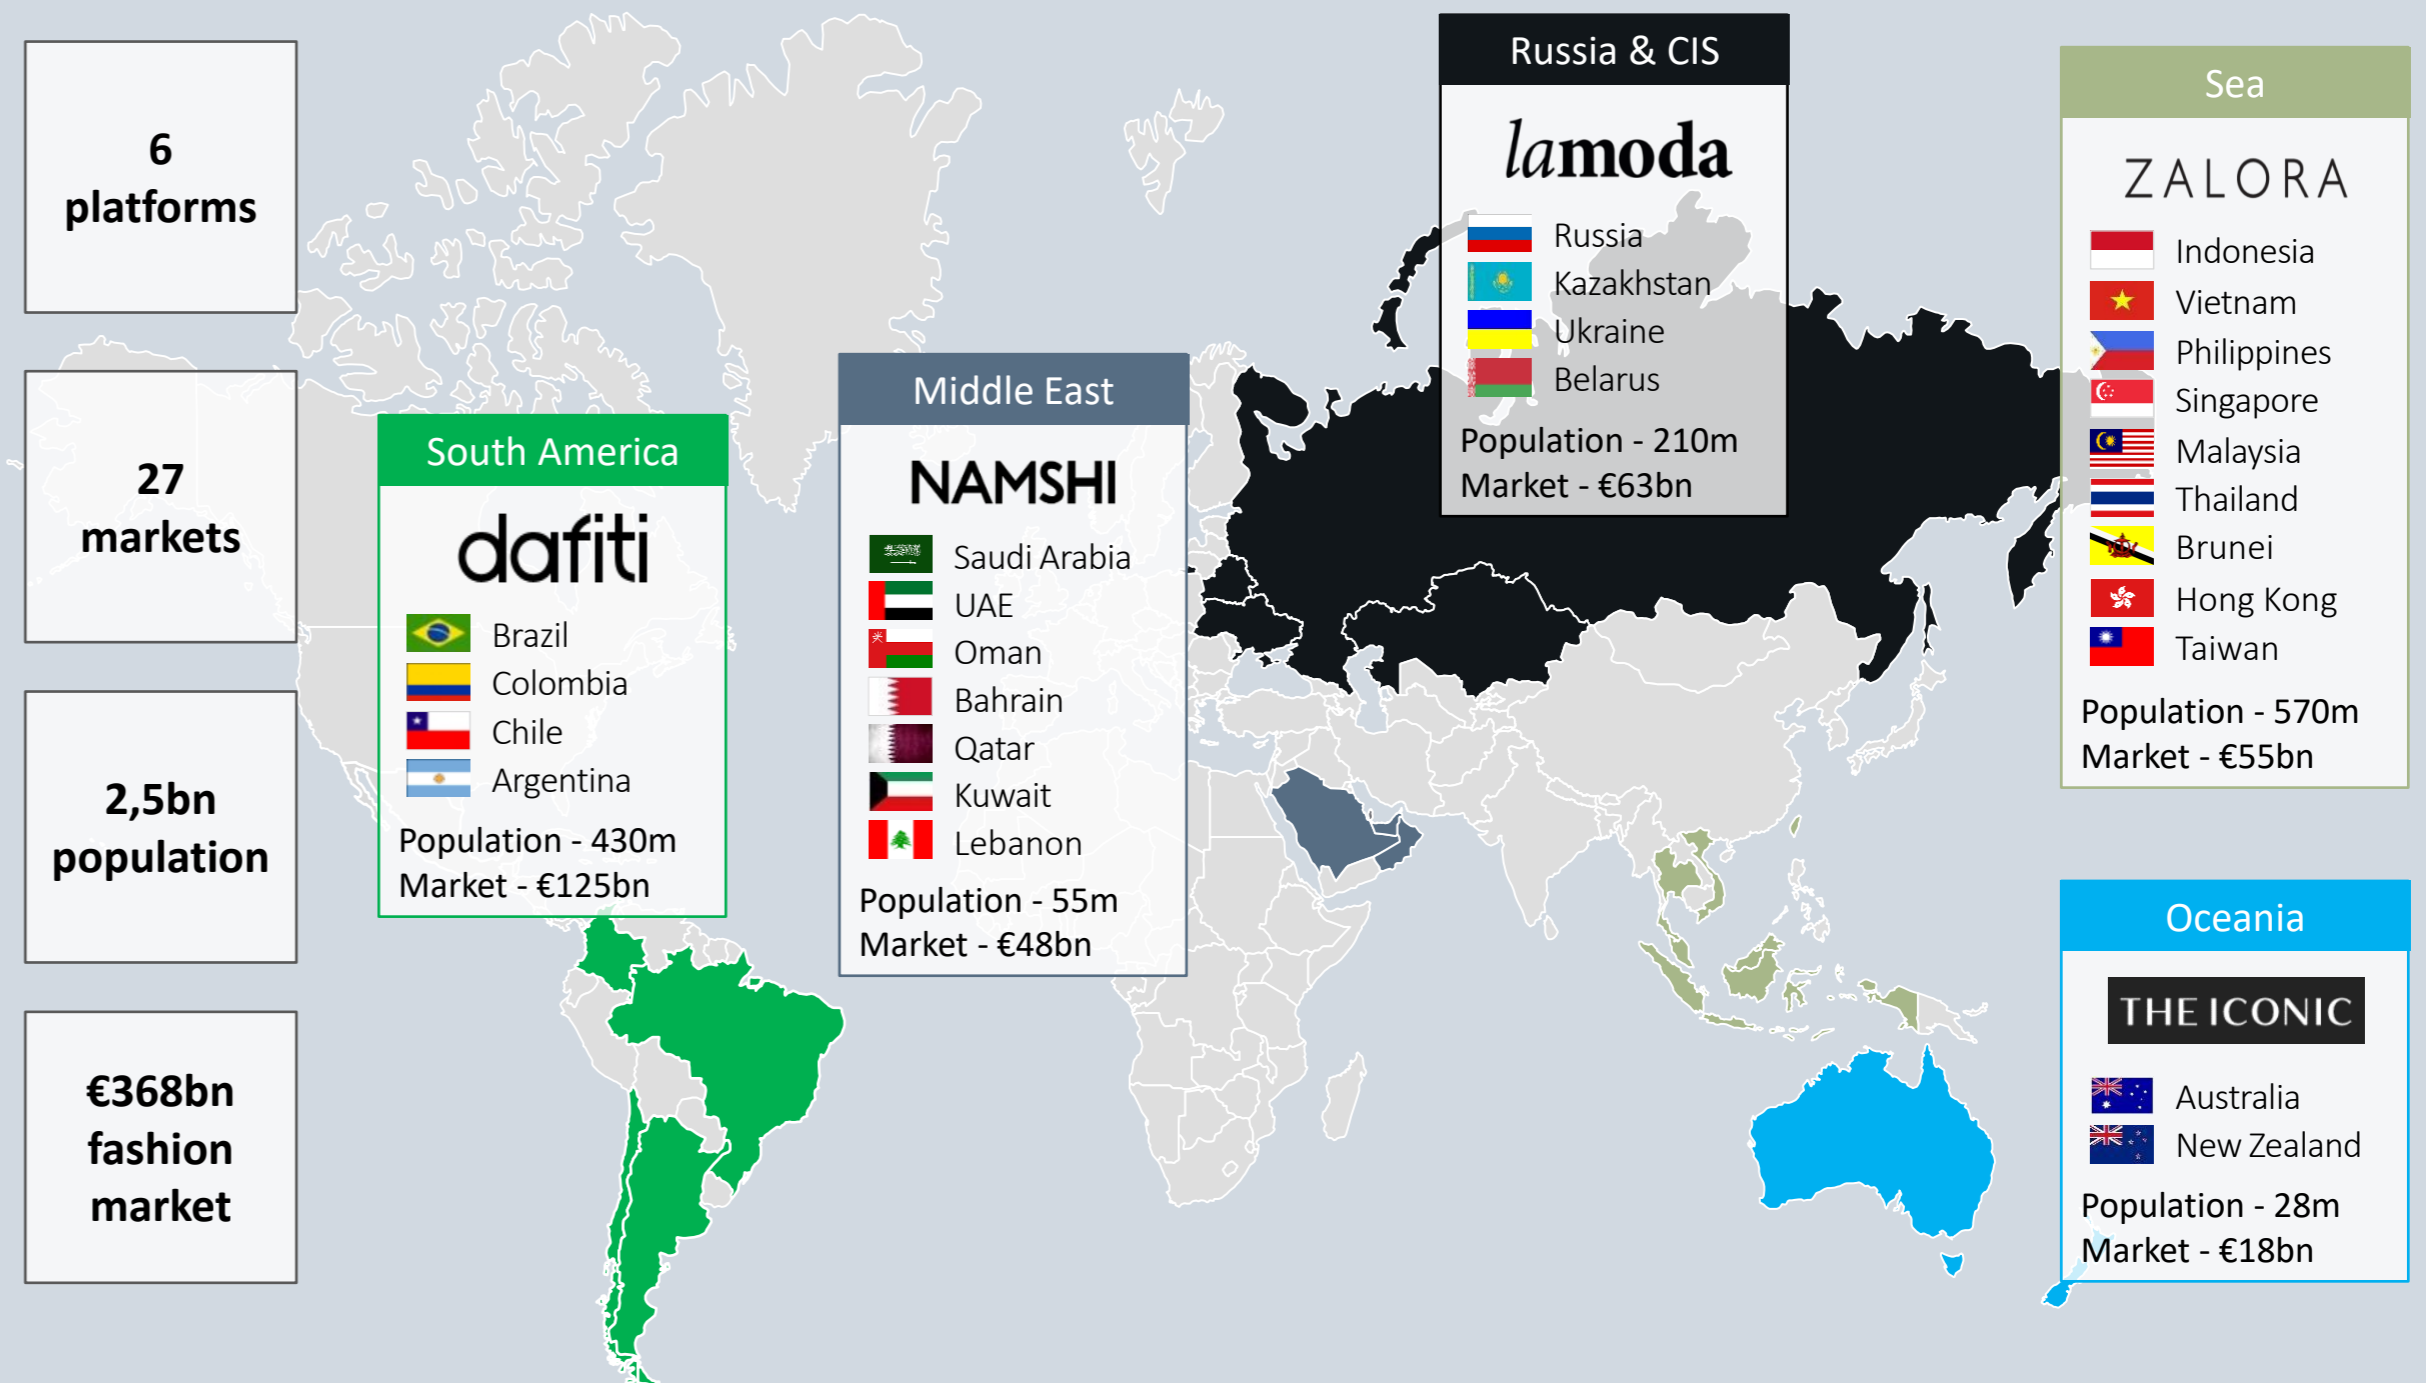 6
platforms
27
markets
2,5bn
population
€368bn
fashion
market
South America
dafiti
Brazil
Colombia
Chile
Argentina
Population - 430m
Market - €125bn
Middle East
NAMSHI
Saudi Arabia
UAE
Oman
Bahrain
Qatar
Kuwait
Lebanon
Population - 55m
Market - €48bn
Russia & CIS
lamoda
Russia
Kazakhstan
Ukraine
Belarus
Population - 210m
Market - €63bn
Sea
ZALORA
Indonesia
Vietnam
Philippines
Singapore
Malaysia
Thailand
Brunei
Hong Kong
Taiwan
Population - 570m
Market - €55bn
Oceania
THE ICONIC
Australia
New Zealand
Population - 28m
Market - €18bn